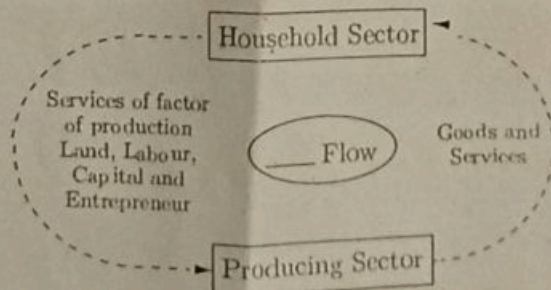 Household Sector
Services of factor
of production
Land, Labour,
Capital and
Entrepreneur
___ Flow
Goods and
Services
Producing Sector